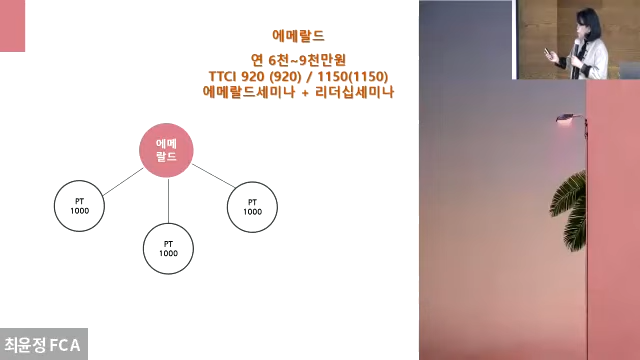 에메랄드
연 6천~9천만원
TTCI 920 (920) / 1150(1150)
에메랄드세미나 + 리더십세미나
에메
랄드
PT
1000
PT
1000
PT
1000
최윤정 FCA